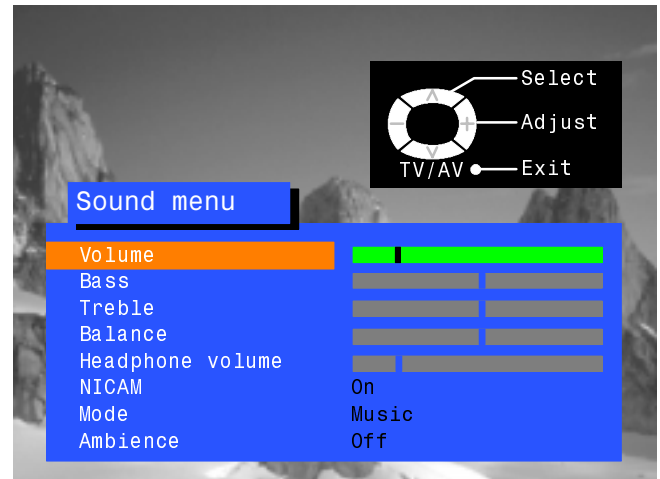 Select
Adjust
TV/AV Exit
Sound menu
Volume
Bass
Treble
Balance
Headphone volume
NICAM On
Mode Music
Ambience Off